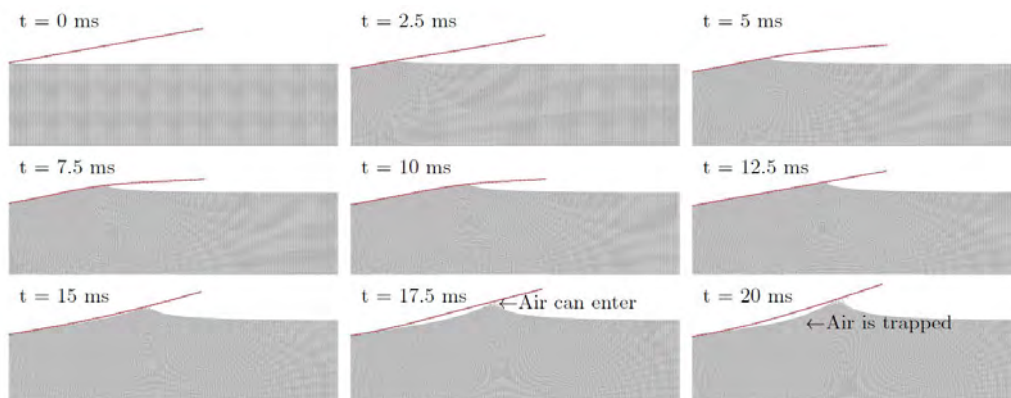 t = 0 ms
t = 2.5 ms
t = 5 ms
t = 7.5 ms
t = 10 ms
t = 12.5 ms
t = 15 ms
t = 17.5 ms
←Air can enter
t = 20 ms
←Air is trapped